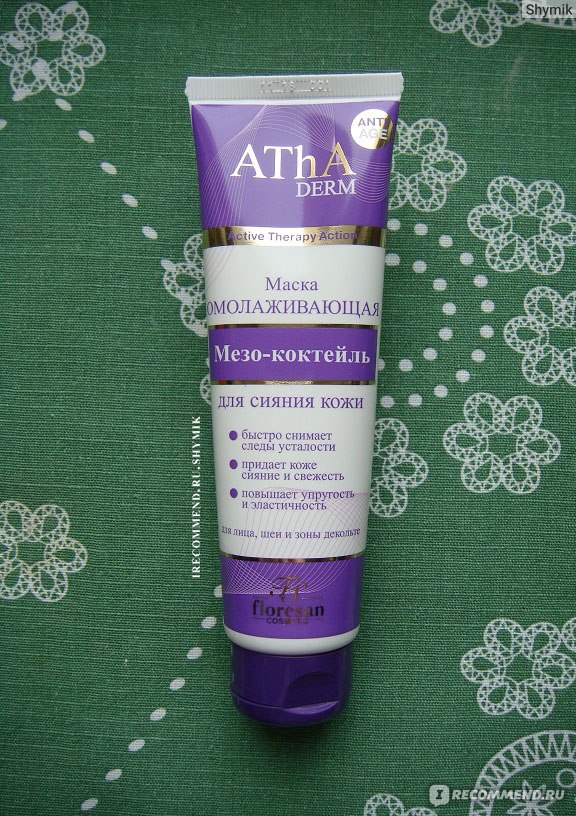 Shymik
ANTI
AGE
AThA
DERM
Active Therapy Action
Маска
ОМОЛАЖИВАЮЩАЯ
Мезо-коктейль
для сияния кожи
быстро снимает
следы усталости
придает коже
сияние и свежесть
повышает упругость
и эластичность
для лица, шеи и зоны декольте
floresan
COSMETIC
IRECOMMEND.RU.SHYMIK
IRECOMMEND.RU